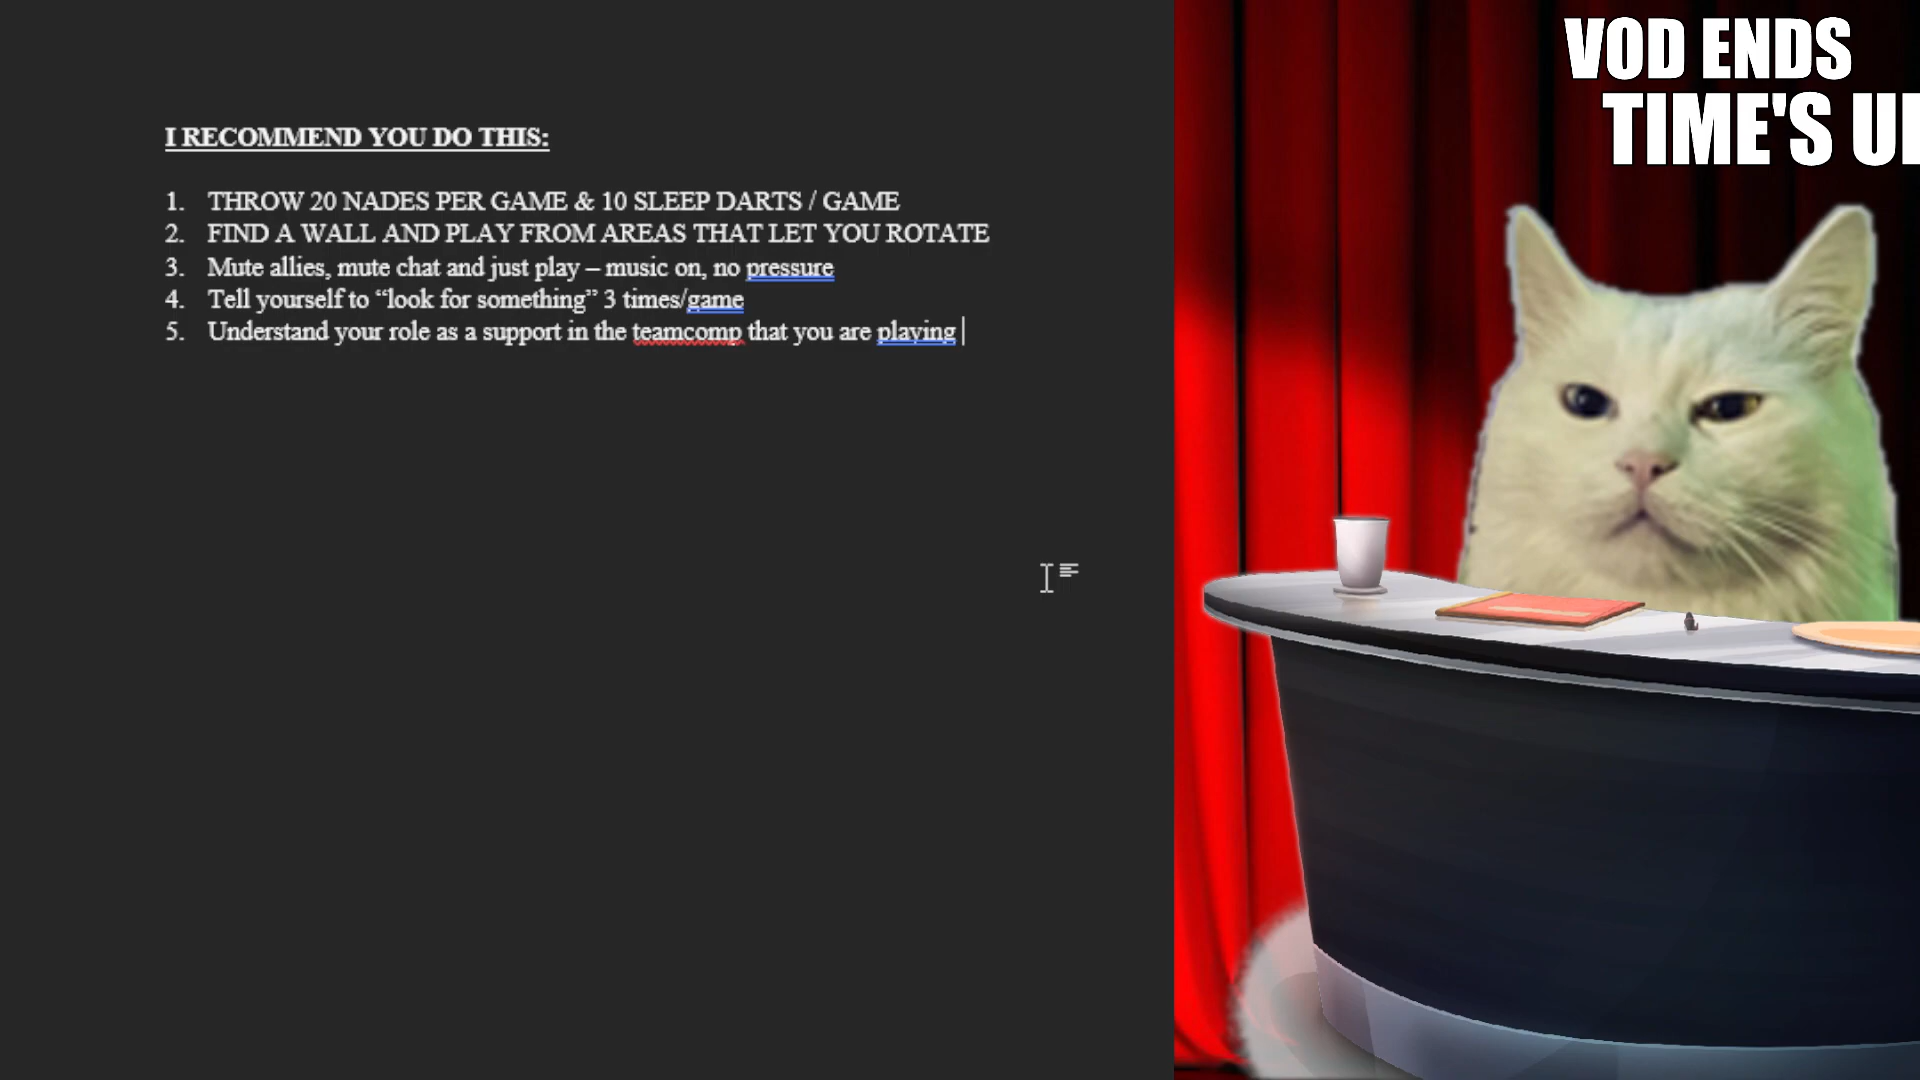 I RECOMMEND YOU DO THIS:
1. THROW 20 NADES PER GAME & 10 SLEEP DARTS / GAME
2. FIND A WALL AND PLAY FROM AREAS THAT LET YOU ROTATE
3. Mute allies, mute chat and just play – music on, no pressure
4. Tell yourself to “look for something” 3 times/game
5. Understand your role as a support in the teamcomp that you are playing
VOD ENDS
TIME'S